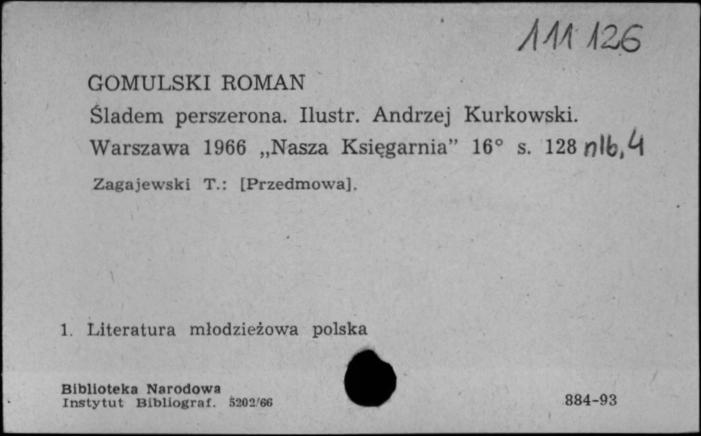 111 126
GOMULSKI ROMAN
Śladem perszerona. Ilustr. Andrzej Kurkowski.
Warszawa 1966 „Nasza Księgarnia” 16° s. 128 nlb, 4
Zagajewski T.: [Przedmowa].
1. Literatura młodzieżowa polska
Biblioteka Narodowa
Instytut Bibliograf. 5202/66
884-93